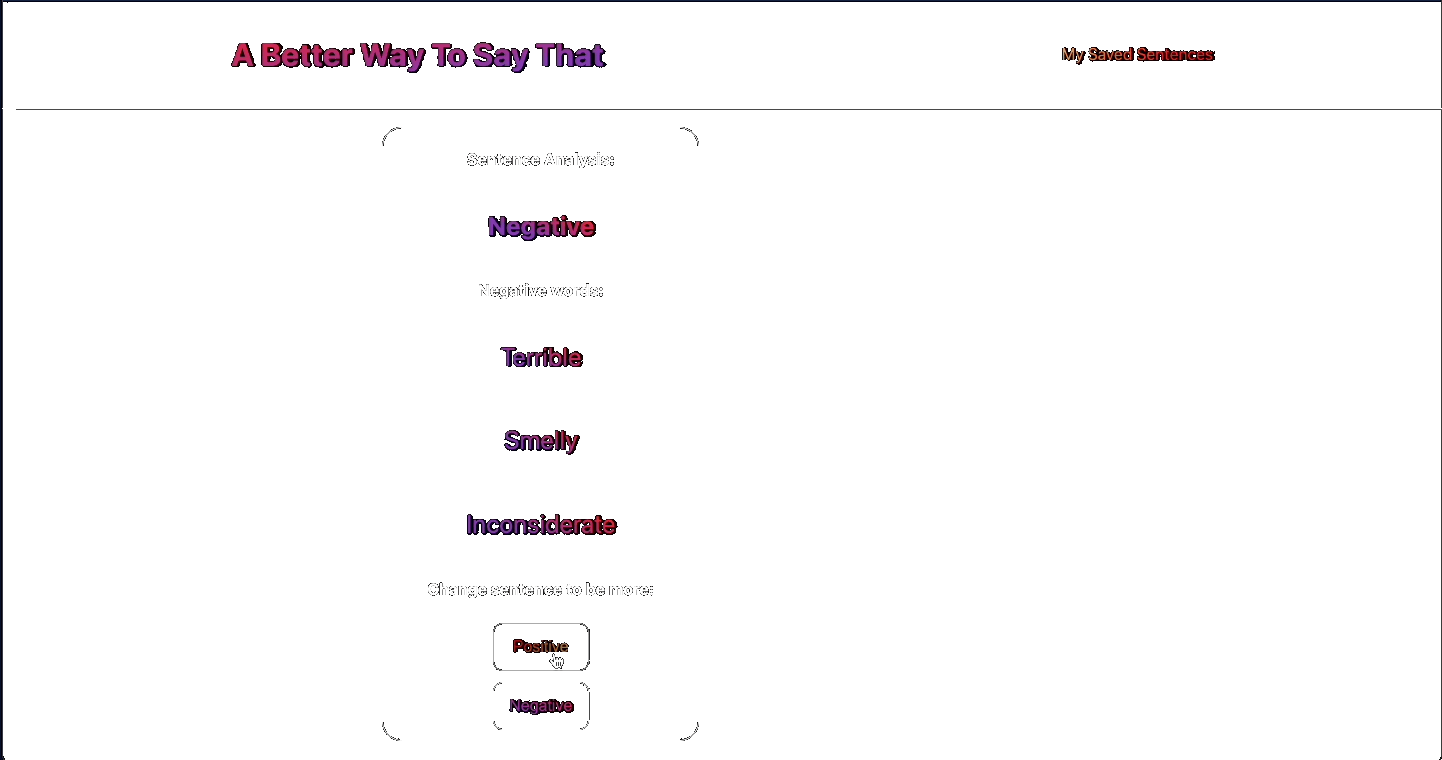 A Better Way To Say That
My Saved Sentences
Sentence Analysis:
Negative
Negative words:
Terrible
Smelly
Inconsiderate
Change sentence to be more:
Positive
Negative